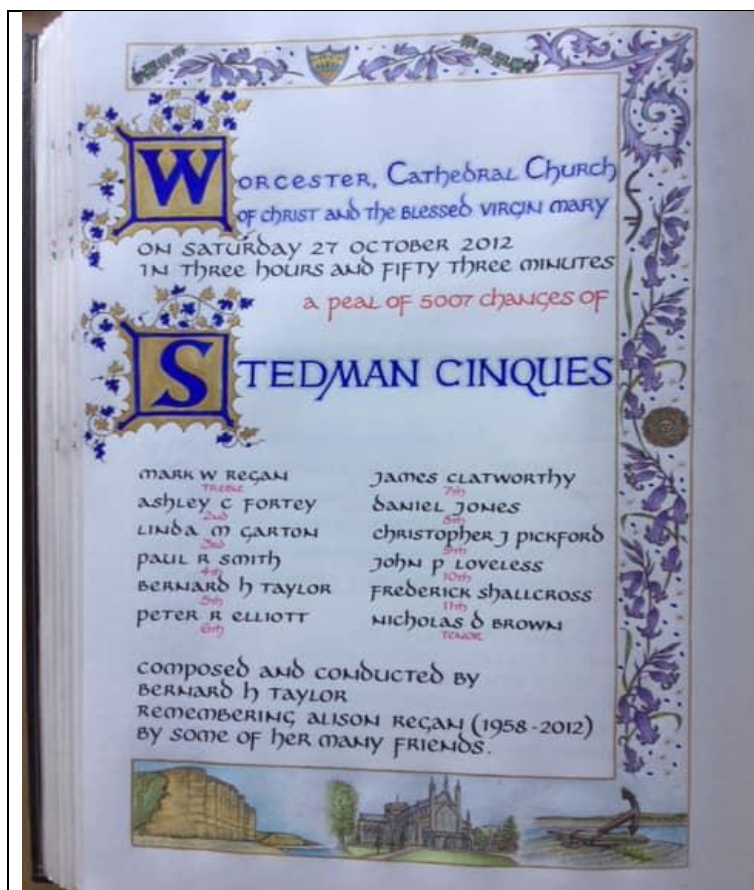 WORCESTER, CATHEDRAL CHURCH
OF CHRIST AND THE BLESSED VIRGIN MARY
ON SATURDAY 27 OCTOBER 2012
IN THREE HOURS AND FIFTY THREE MINUTES
A PEAL OF 5007 CHANGES OF
STEDMAN CINQUES
MARK W REGAN
TREBLE
ASHLEY C FORTEY
2nd
LINDA M GARTON
3rd
PAUL R SMITH
4th
BERNARD H TAYLOR
5th
PETER R ELLIOTT
6th
JAMES CLATWORTHY
7th
DANIEL JONES
8th
CHRISTOPHER J PICKFORD
9th
JOHN P LOVELESS
10th
FREDERICK SHALLCROSS
11th
NICHOLAS D BROWN
TENOR
COMPOSED AND CONDUCTED BY
BERNARD H TAYLOR
REMEMBERING ALISON REGAN (1958-2012)
BY SOME OF HER MANY FRIENDS.